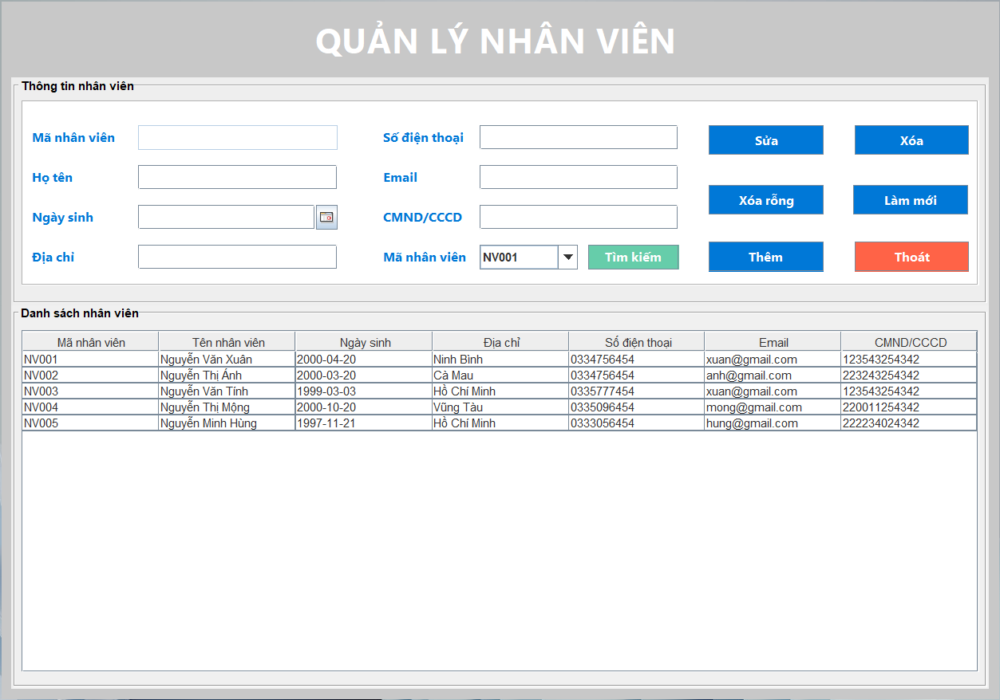 QUẢN LÝ NHÂN VIÊN
Thông tin nhân viên
Mã nhân viên Số điện thoại Sửa Xóa
Họ tên Email Xóa rỗng Làm mới
Ngày sinh CMND/CCCD
Địa chỉ Mã nhân viên NV001 Tìm kiếm Thêm Thoát
Danh sách nhân viên
Mã nhân viên Tên nhân viên Ngày sinh Địa chỉ Số điện thoại Email CMND/CCCD
NV001 Nguyễn Văn Xuân 2000-04-20 Ninh Bình 0334756454 xuan@gmail.com 123543254342
NV002 Nguyễn Thị Ánh 2000-03-20 Cà Mau 0334756454 anh@gmail.com 223243254342
NV003 Nguyễn Văn Tính 1999-03-03 Hồ Chí Minh 0335777454 xuan@gmail.com 123543254342
NV004 Nguyễn Thị Mộng 2000-10-20 Vũng Tàu 0335096454 mong@gmail.com 220011254342
NV005 Nguyễn Minh Hùng 1997-11-21 Hồ Chí Minh 0333056454 hung@gmail.com 222234024342